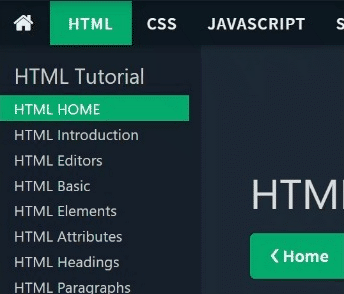 HTML CSS JAVASCRIPT S
HTML Tutorial
HTML HOME
HTML Introduction
HTML Editors
HTML Basic
HTML Elements
HTML Attributes
HTML Headings
HTML Paragraphs
HTM
❮ Home